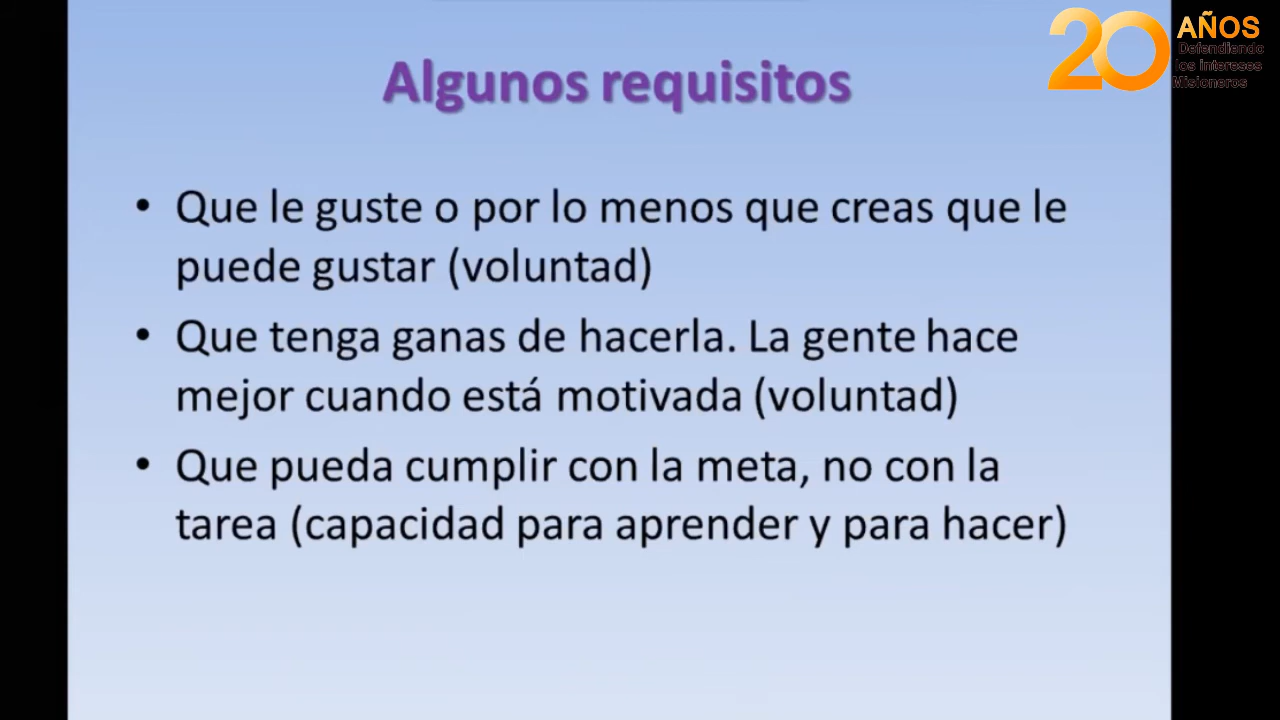 Algunos requisitos
20 AÑOS
Defendiendo
los intereses
Misioneros
• Que le guste o por lo menos que creas que le
puede gustar (voluntad)
• Que tenga ganas de hacerla. La gente hace
mejor cuando está motivada (voluntad)
• Que pueda cumplir con la meta, no con la
tarea (capacidad para aprender y para hacer)